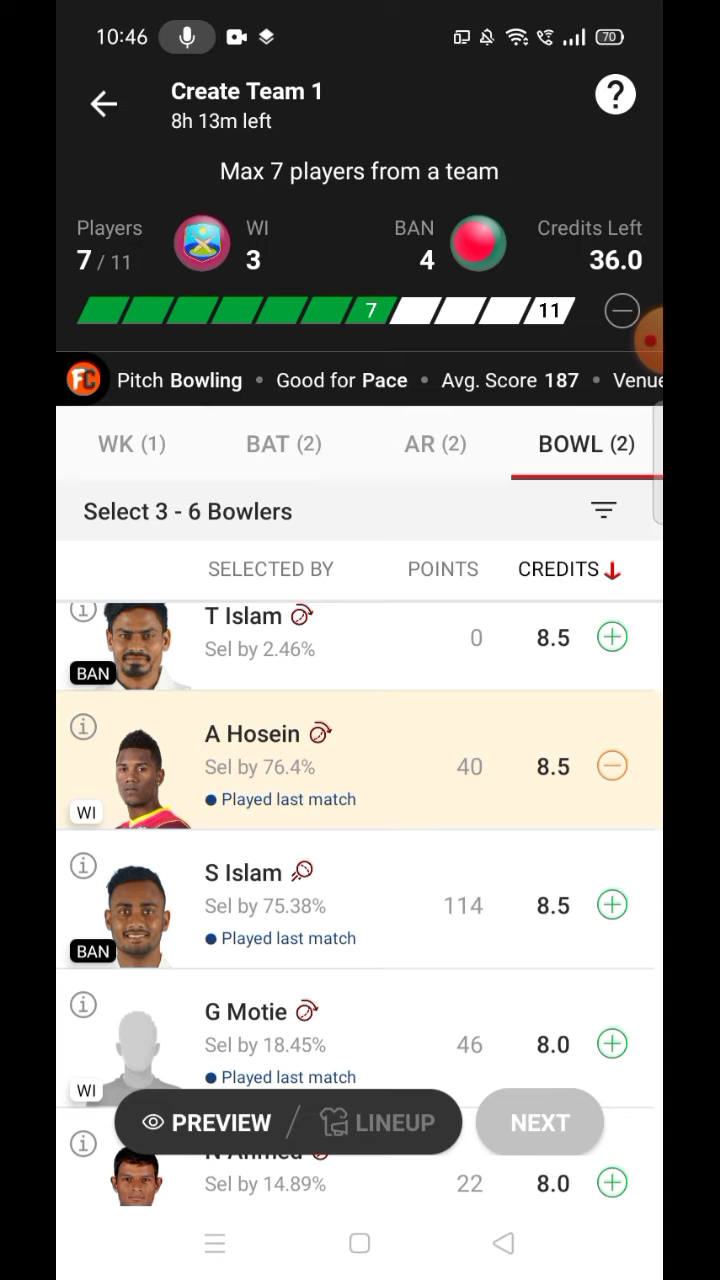 10:46
70
Create Team 1
8h 13m left
?
Max 7 players from a team
Players
7 / 11
WI
3
BAN
4
Credits Left
36.0
7
11
FC Pitch Bowling • Good for Pace • Avg. Score 187 • Venue
WK (1)
BAT (2)
AR (2)
BOWL (2)
Select 3 - 6 Bowlers
SELECTED BY
POINTS
CREDITS
T Islam
Sel by 2.46%
0
8.5
BAN
A Hosein
Sel by 76.4%
Played last match
40
8.5
WI
S Islam
Sel by 75.38%
Played last match
114
8.5
BAN
G Motie
Sel by 18.45%
Played last match
46
8.0
WI
PREVIEW / LINEUP
NEXT
Sel by 14.89%
22
8.0